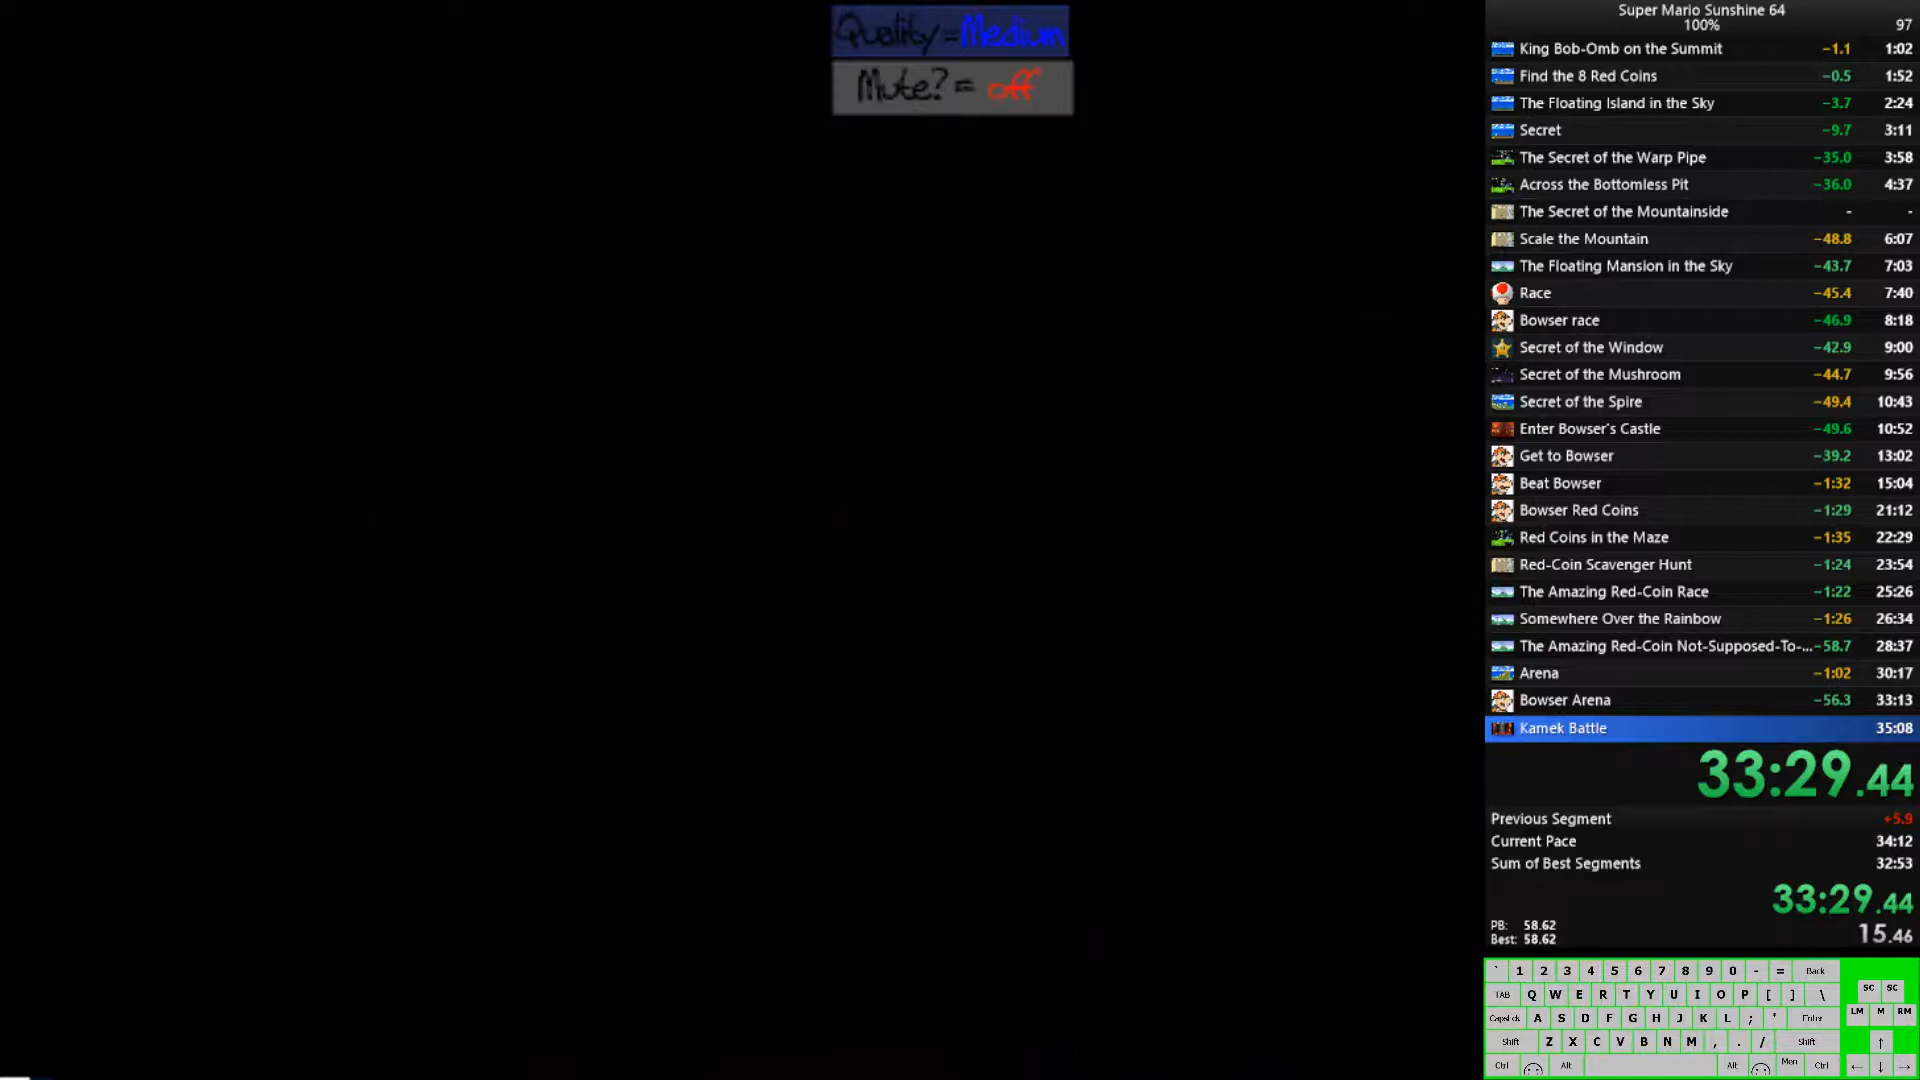 Quality=Medium
Mute? = off
Super Mario Sunshine 64
100% 97
King Bob-Omb on the Summit −1.1 1:02
Find the 8 Red Coins −0.5 1:52
The Floating Island in the Sky −3.7 2:24
Secret −9.7 3:11
The Secret of the Warp Pipe −35.0 3:58
Across the Bottomless Pit −36.0 4:37
The Secret of the Mountainside - -
Scale the Mountain −48.8 6:07
The Floating Mansion in the Sky −43.7 7:03
Race −45.4 7:40
Bowser race −46.9 8:18
Secret of the Window −42.9 9:00
Secret of the Mushroom −44.7 9:56
Secret of the Spire −49.4 10:43
Enter Bowser's Castle −49.6 10:52
Get to Bowser −39.2 13:02
Beat Bowser −1:32 15:04
Bowser Red Coins −1:29 21:12
Red Coins in the Maze −1:35 22:29
Red-Coin Scavenger Hunt −1:24 23:54
The Amazing Red-Coin Race −1:22 25:26
Somewhere Over the Rainbow −1:26 26:34
The Amazing Red-Coin Not-Supposed-To-... −58.7 28:37
Arena −1:02 30:17
Bowser Arena −56.3 33:13
Kamek Battle 35:08
33:29.44
Previous Segment +5.9
Current Pace 34:12
Sum of Best Segments 32:53
33:29.44
PB: 58.62
Best: 58.62 15.46
` 1 2 3 4 5 6 7 8 9 0 - = Back
TAB Q W E R T Y U I O P [ ] \ SC SC
Capslck A S D F G H J K L ; ' Enter LM M RM
Shift Z X C V B N M , . / Shift ↑
Ctrl Alt Alt Men Ctrl ← ↓ →